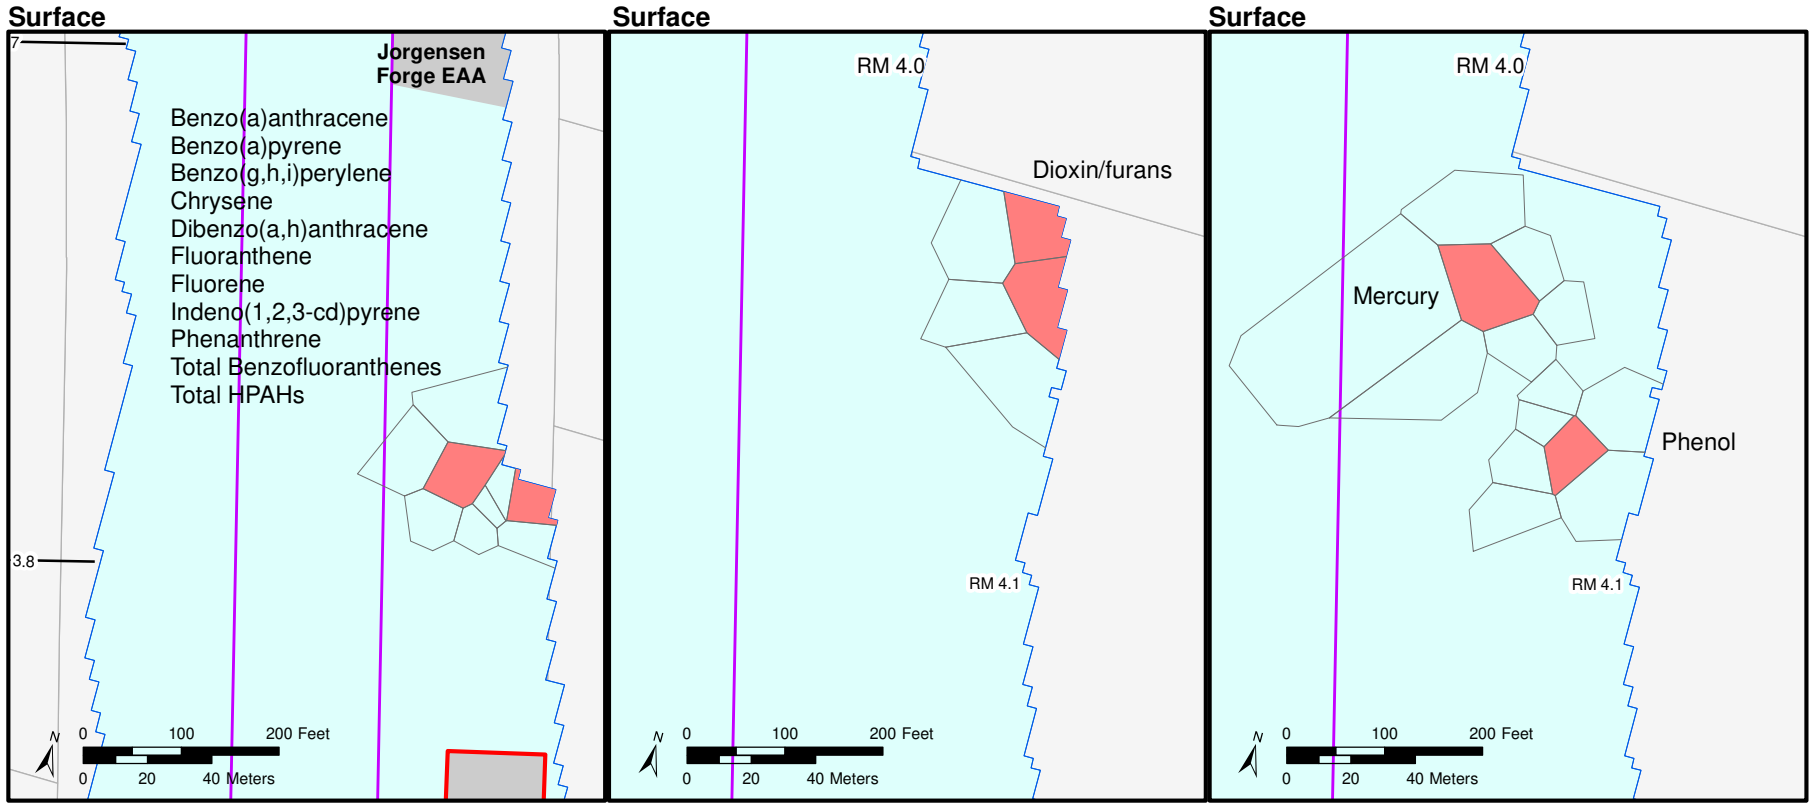 Surface
7
Jorgensen
Forge EAA
Benzo(a)anthracene
Benzo(a)pyrene
Benzo(g,h,i)perylene
Chrysene
Dibenzo(a,h)anthracene
Fluoranthene
Fluorene
Indeno(1,2,3-cd)pyrene
Phenanthrene
Total Benzofluoranthenes
Total HPAHs
3.8
N
0 100 200 Feet
0 20 40 Meters
Surface
RM 4.0
Dioxin/furans
RM 4.1
N
0 100 200 Feet
0 20 40 Meters
Surface
RM 4.0
Mercury
Phenol
RM 4.1
N
0 100 200 Feet
0 20 40 Meters